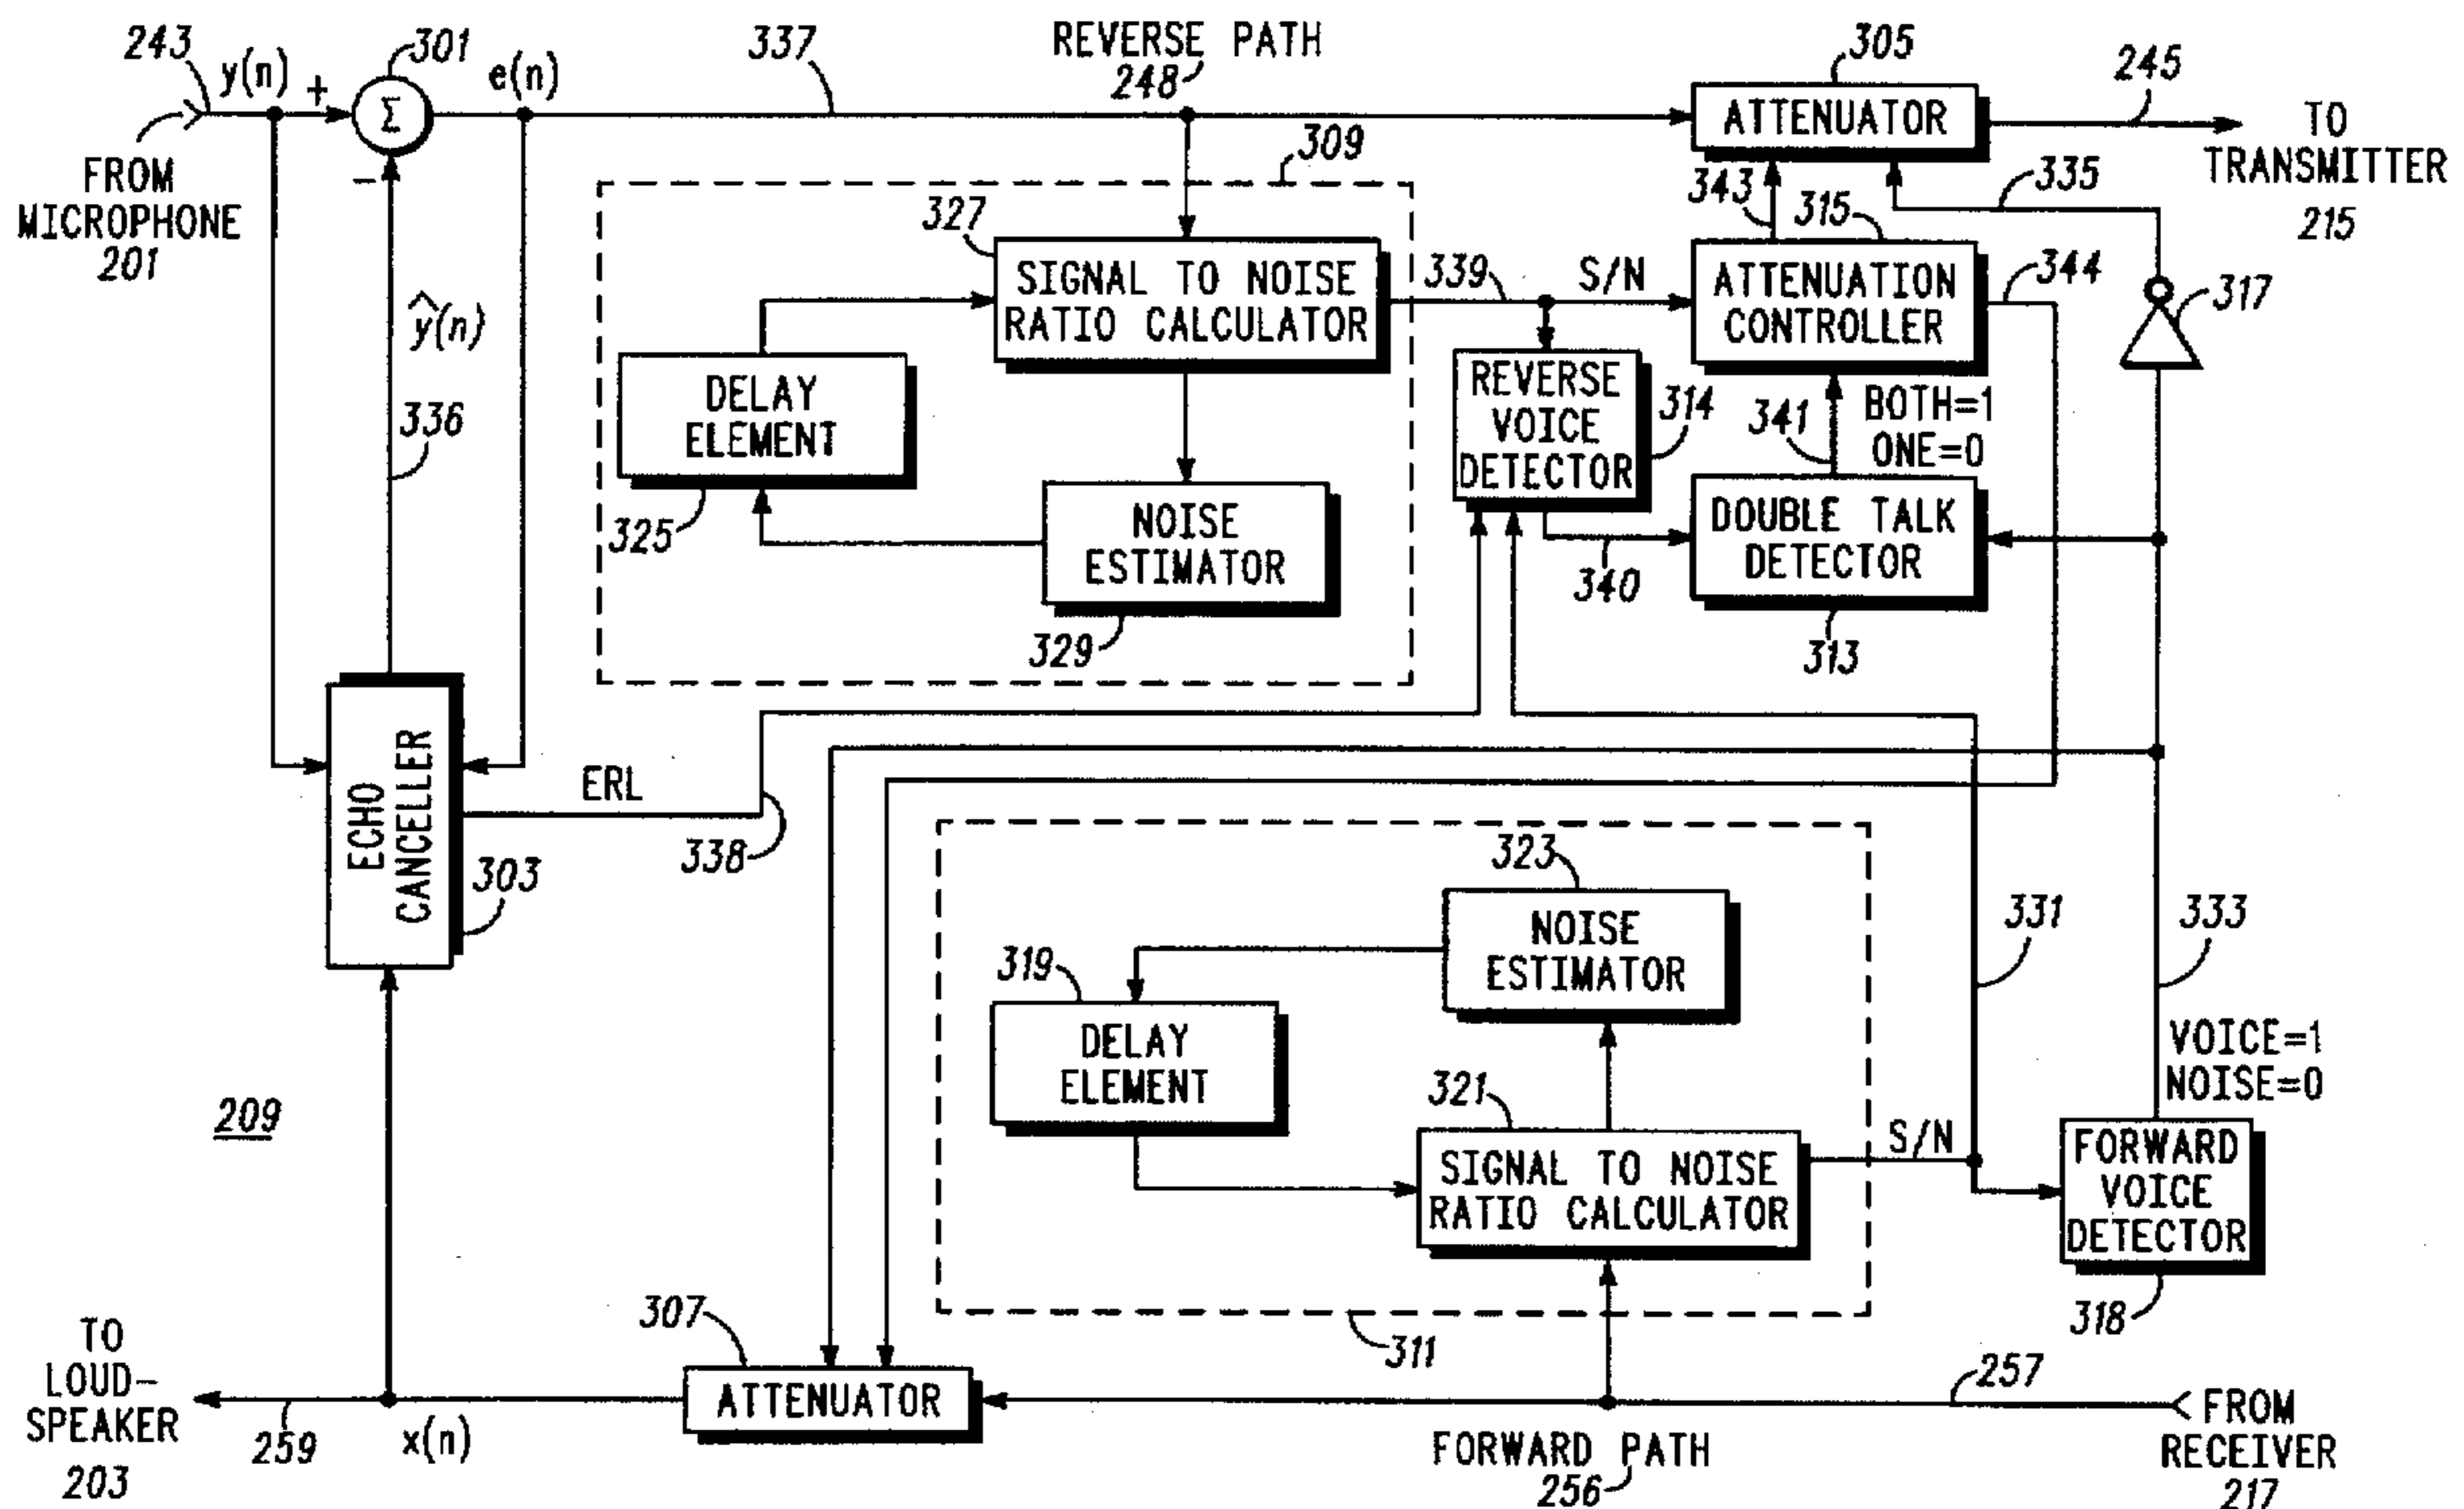 243
y(n)
+
301
Σ
e(n)
337
REVERSE PATH
248
305
ATTENUATOR
245
TO
TRANSMITTER
215
FROM
MICROPHONE
201
−
ŷ(n)
336
309
327
SIGNAL TO NOISE
RATIO CALCULATOR
DELAY
ELEMENT
325
NOISE
ESTIMATOR
329
339
S/N
343
315
ATTENUATION
CONTROLLER
335
344
317
REVERSE
VOICE
DETECTOR
314
341
BOTH=1
ONE=0
340
DOUBLE TALK
DETECTOR
313
ECHO
CANCELLER
303
ERL
338
323
NOISE
ESTIMATOR
319
DELAY
ELEMENT
321
SIGNAL TO NOISE
RATIO CALCULATOR
S/N
331
333
VOICE=1
NOISE=0
FORWARD
VOICE
DETECTOR
318
209
311
307
ATTENUATOR
TO
LOUD-
SPEAKER
203
259
x(n)
FORWARD PATH
256
257
FROM
RECEIVER
217